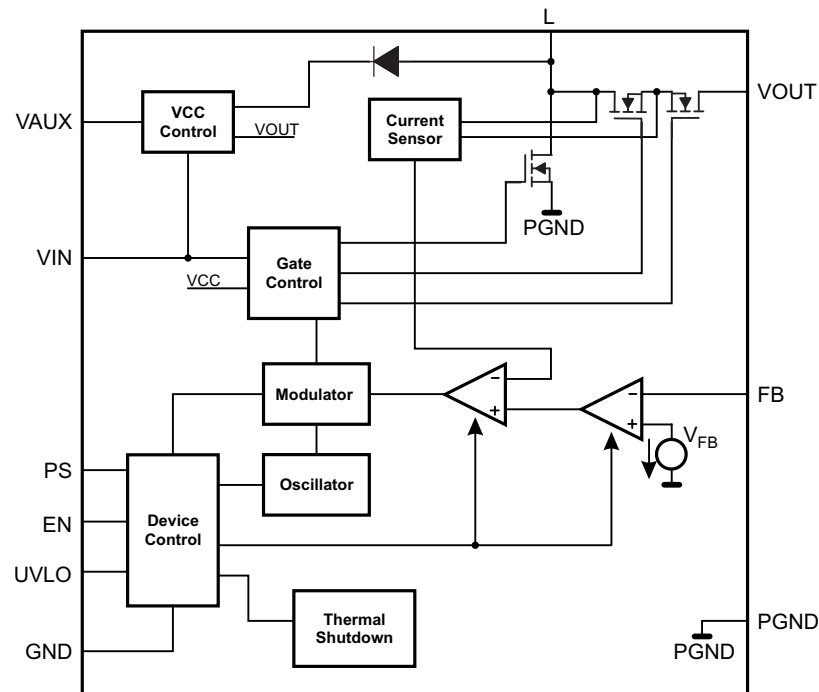 L
VAUX
VCC
Control
VOUT
Current
Sensor
VOUT
PGND
VIN
VCC
Gate
Control
Modulator
-
+
-
+
FB
VFB
PS
EN
UVLO
GND
Device
Control
Oscillator
Thermal
Shutdown
PGND
PGND